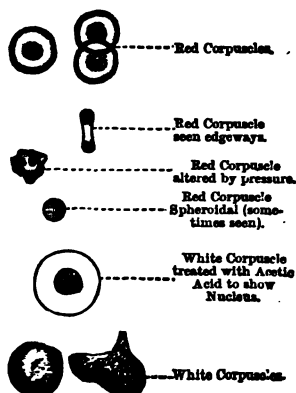 Red Corpuscles.
Red Corpuscle
seen edgeways.
Red Corpuscle
altered by pressure.
Red Corpuscle
Spheroidal (some-
times seen).
White Corpuscle
treated with Acetic
Acid to show
Nucleus.
White Corpuscles.